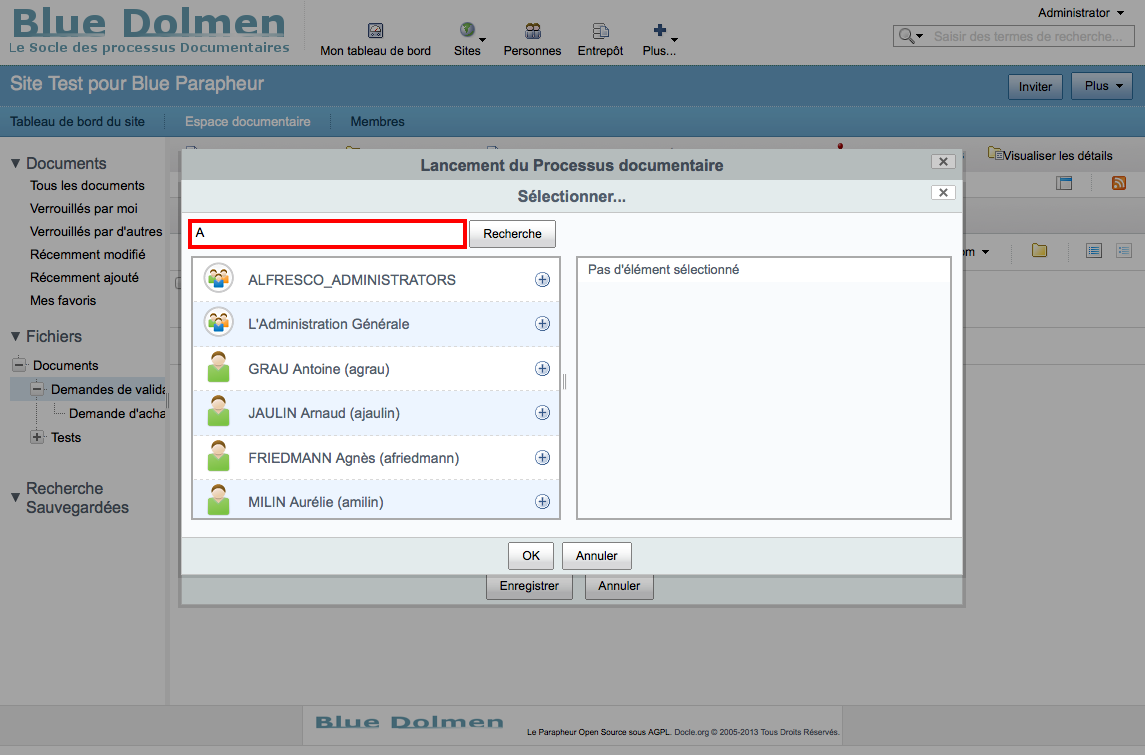 Blue Dolmen
Le Socle des processus Documentaires
Mon tableau de bord
Sites
Personnes
Entrepôt
Plus...
Administrator
Saisir des termes de recherche...
Site Test pour Blue Parapheur
Inviter
Plus
Tableau de bord du site
Espace documentaire
Membres
Documents
Tous les documents
Verrouillés par moi
Verrouillés par d'autres
Récemment modifié
Récemment ajouté
Mes favoris
Fichiers
Documents
Demandes de valida
Demande d'acha
Tests
Recherche
Sauvegardées
Visualiser les détails
om
Lancement du Processus documentaire
Sélectionner...
A
Recherche
ALFRESCO_ADMINISTRATORS
L'Administration Générale
GRAU Antoine (agrau)
JAULIN Arnaud (ajaulin)
FRIEDMANN Agnès (afriedmann)
MILIN Aurélie (amilin)
Pas d'élément sélectionné
OK
Annuler
Enregistrer
Annuler
Blue Dolmen
Le Parapheur Open Source sous AGPL. Docle.org © 2005-2013 Tous Droits Réservés.